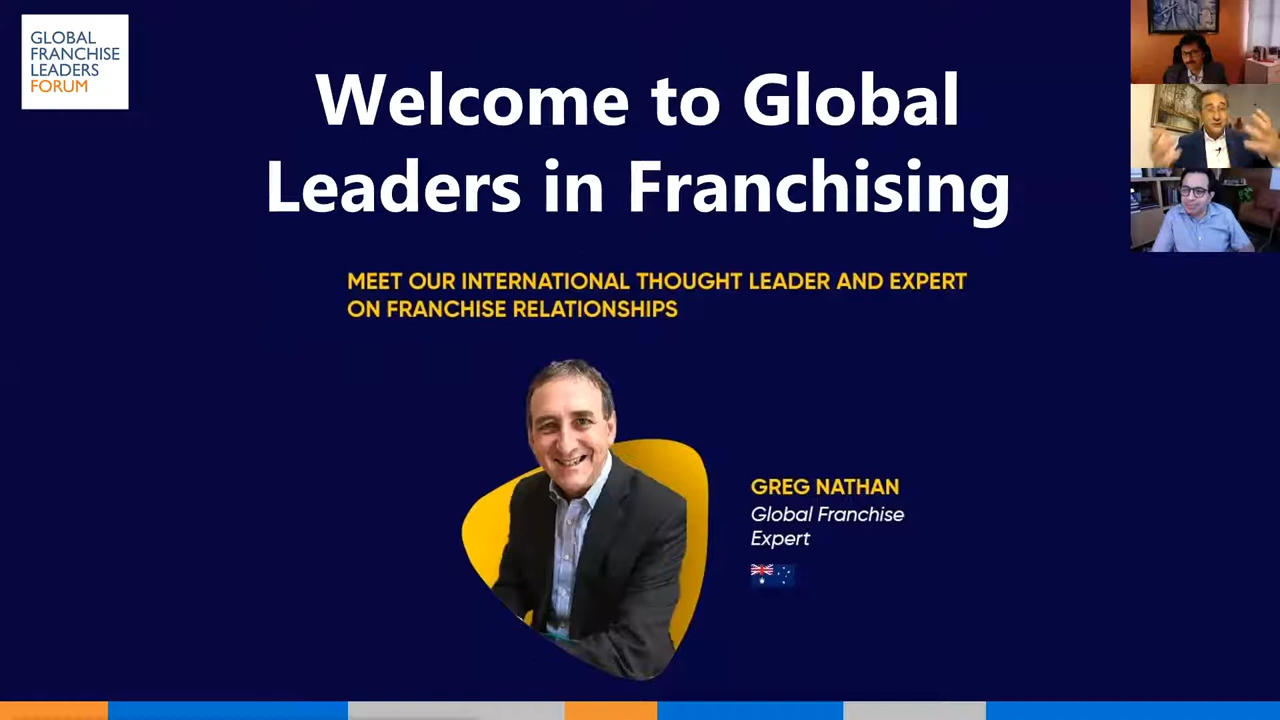 GLOBAL
FRANCHISE
LEADERS
FORUM
Welcome to Global
Leaders in Franchising
MEET OUR INTERNATIONAL THOUGHT LEADER AND EXPERT
ON FRANCHISE RELATIONSHIPS
GREG NATHAN
Global Franchise
Expert